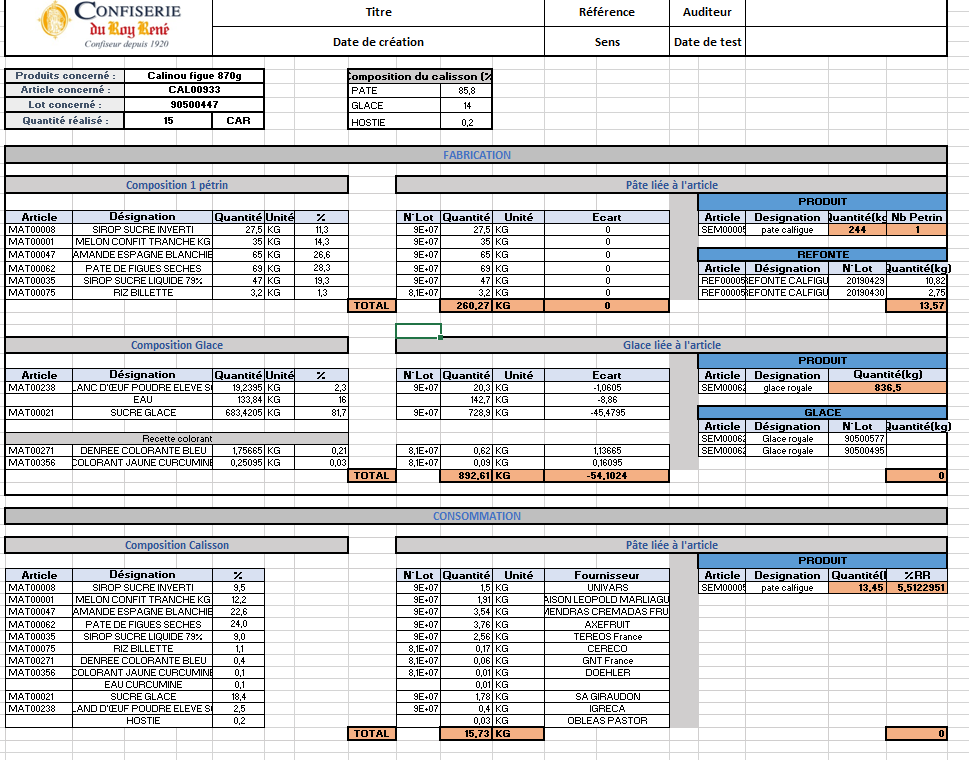 CONFISERIE
du Roy René
Confiseur depuis 1920
Titre Référence Auditeur
Date de création Sens Date de test
Produits concerné : Calinou figue 870g
Article concerné : CAL00933
Lot concerné : 90500447
Quantité réalisé : 15 CAR
Composition du calisson (%
PATE 85,8
GLACE 14
HOSTIE 0,2
FABRICATION
Composition 1 pétrin Pâte liée à l'article
PRODUIT
Article Désignation Quantité Unité % N°Lot Quantité Unité Ecart Article Designation Quantité(kg Nb Petrin
MAT00008 SIROP SUCRE INVERTI 27,5 KG 11,3 9E+07 27,5 KG 0 SEM00005 pate calfigue 244 1
MAT00001 MELON CONFIT TRANCHE KG 35 KG 14,3 9E+07 35 KG 0
MAT00047 AMANDE ESPAGNE BLANCHIE 65 KG 26,6 9E+07 65 KG 0 REFONTE
MAT00062 PATE DE FIGUES SECHES 69 KG 28,3 9E+07 69 KG 0 Article Désignation N°Lot Quantité(kg)
MAT00035 SIROP SUCRE LIQUIDE 79% 47 KG 19,3 9E+07 47 KG 0 REF00005 REFONTE CALFIGU 20190429 10,82
MAT00075 RIZ BILLETTE 3,2 KG 1,3 8,1E+07 3,2 KG 0 REF00005 REFONTE CALFIGU 20190430 2,75
TOTAL 260,27 KG 0 13,57
Composition Glace Glace liée à l'article
PRODUIT
Article Désignation Quantité Unité % N°Lot Quantité Unité Ecart Article Désignation Quantité(kg)
MAT00238 LANC D'ŒUF POUDRE ELEVE S 19,2395 KG 2,3 9E+07 20,3 KG -1,0605 SEM00062 glace royale 836,5
EAU 133,84 KG 16 142,7 KG -8,86
MAT00021 SUCRE GLACE 683,4205 KG 81,7 9E+07 728,9 KG -45,4795 GLACE
Article Désignation N°Lot Quantité(kg)
Recette colorant SEM00062 Glace royale 90500577
MAT00271 DENREE COLORANTE BLEU 1,75665 KG 0,21 8,1E+07 0,62 KG 1,13665 SEM00062 Glace royale 90500495
MAT00356 COLORANT JAUNE CURCUMINE 0,25095 KG 0,03 8,1E+07 0,09 KG 0,16095
TOTAL 892,61 KG -54,1024 0
CONSOMMATION
Composition Calisson Pâte liée à l'article
PRODUIT
Article Désignation % N°Lot Quantité Unité Fournisseur Article Designation Quantité( %RR
MAT00008 SIROP SUCRE INVERTI 9,5 9E+07 1,5 KG UNIVARS SEM00005 pate calfigue 13,45 5,5122951
MAT00001 MELON CONFIT TRANCHE KG 12,2 9E+07 1,91 KG AISON LEOPOLD MARLIAGU
MAT00047 AMANDE ESPAGNE BLANCHIE 22,6 9E+07 3,54 KG MENDRAS CREMADAS FRU
MAT00062 PATE DE FIGUES SECHES 24,0 9E+07 3,76 KG AXEFRUIT
MAT00035 SIROP SUCRE LIQUIDE 79% 9,0 9E+07 2,56 KG TEREOS France
MAT00075 RIZ BILLETTE 1,1 8,1E+07 0,17 KG CERECO
MAT00271 DENREE COLORANTE BLEU 0,4 8,1E+07 0,06 KG GNT France
MAT00356 COLORANT JAUNE CURCUMINE 0,1 8,1E+07 0,01 KG DOEHLER
EAU CURCUMINE 0,1 0,01 KG
MAT00021 SUCRE GLACE 18,4 9E+07 1,78 KG SA GIRAUDON
MAT00238 LAND D'ŒUF POUDRE ELEVE S 2,5 9E+07 0,4 KG IGRECA
HOSTIE 0,2 0,03 KG OBLEAS PASTOR
TOTAL 15,73 KG 0